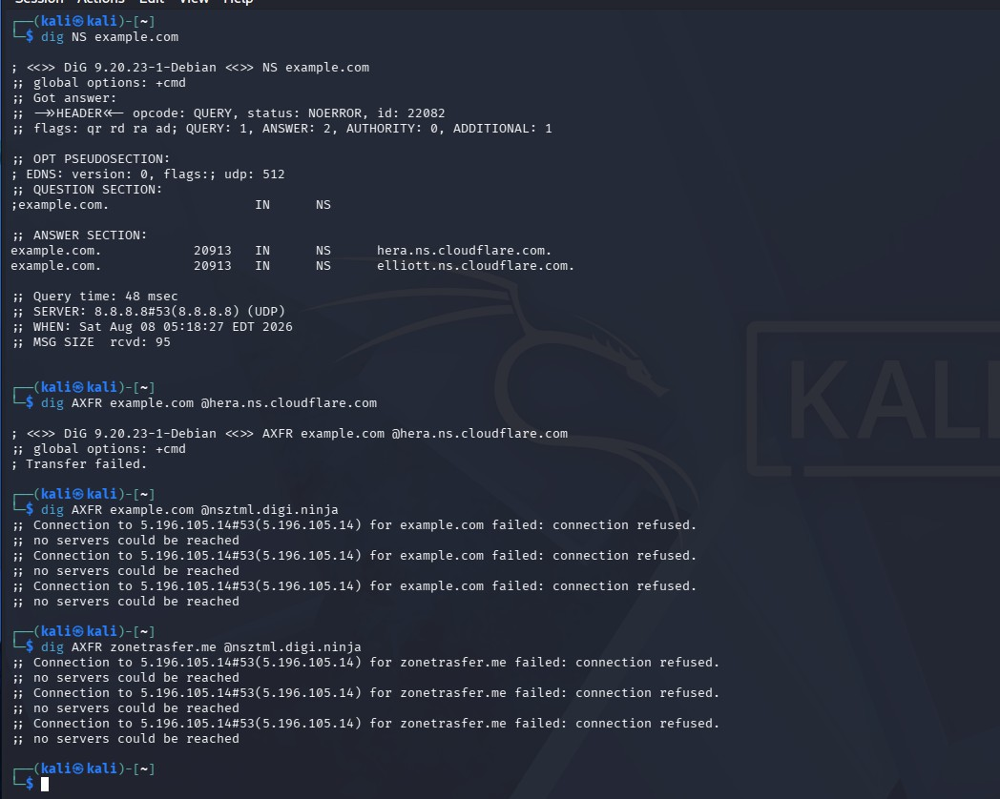 Session Actions Edit View Help
┌──(kali㉿kali)-[~]
└─$ dig NS example.com
; <<>> DiG 9.20.23-1-Debian <<>> NS example.com
;; global options: +cmd
;; Got answer:
;; ->>HEADER<<- opcode: QUERY, status: NOERROR, id: 22082
;; flags: qr rd ra ad; QUERY: 1, ANSWER: 2, AUTHORITY: 0, ADDITIONAL: 1
;; OPT PSEUDOSECTION:
; EDNS: version: 0, flags:; udp: 512
;; QUESTION SECTION:
;example.com. IN NS
;; ANSWER SECTION:
example.com. 20913 IN NS hera.ns.cloudflare.com.
example.com. 20913 IN NS elliott.ns.cloudflare.com.
;; Query time: 48 msec
;; SERVER: 8.8.8.8#53(8.8.8.8) (UDP)
;; WHEN: Sat Aug 08 05:18:27 EDT 2026
;; MSG SIZE rcvd: 95
┌──(kali㉿kali)-[~]
└─$ dig AXFR example.com @hera.ns.cloudflare.com
; <<>> DiG 9.20.23-1-Debian <<>> AXFR example.com @hera.ns.cloudflare.com
;; global options: +cmd
; Transfer failed.
┌──(kali㉿kali)-[~]
└─$ dig AXFR example.com @nsztml.digi.ninja
;; Connection to 5.196.105.14#53(5.196.105.14) for example.com failed: connection refused.
;; no servers could be reached
;; Connection to 5.196.105.14#53(5.196.105.14) for example.com failed: connection refused.
;; no servers could be reached
;; Connection to 5.196.105.14#53(5.196.105.14) for example.com failed: connection refused.
;; no servers could be reached
┌──(kali㉿kali)-[~]
└─$ dig AXFR zonetrasfer.me @nsztml.digi.ninja
;; Connection to 5.196.105.14#53(5.196.105.14) for zonetrasfer.me failed: connection refused.
;; no servers could be reached
;; Connection to 5.196.105.14#53(5.196.105.14) for zonetrasfer.me failed: connection refused.
;; no servers could be reached
;; Connection to 5.196.105.14#53(5.196.105.14) for zonetrasfer.me failed: connection refused.
;; no servers could be reached
┌──(kali㉿kali)-[~]
└─$
KALI